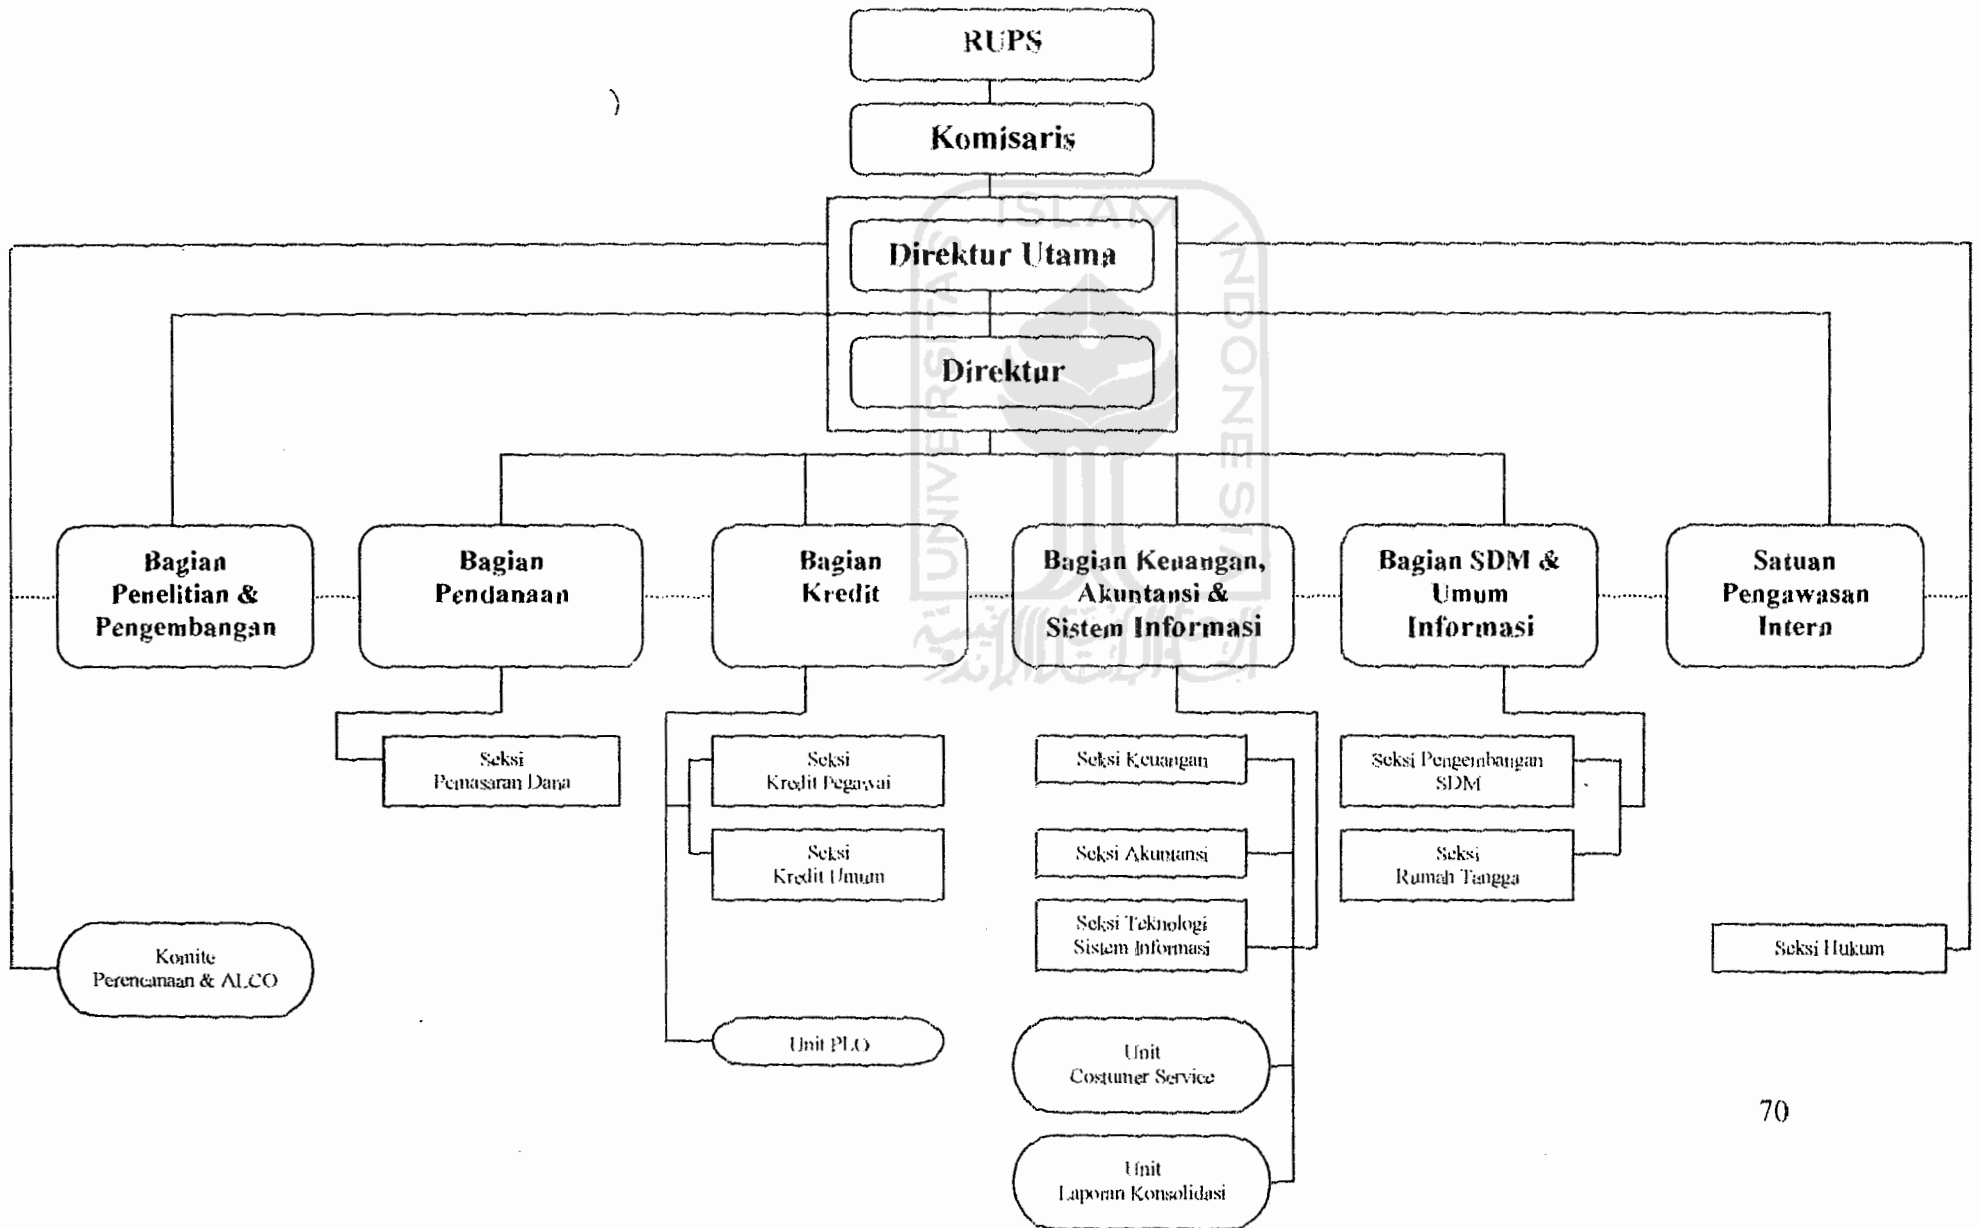 RUPS
Komisaris
Direktur Utama
Direktur
Bagian
Penelitian &
Pengembangan
Bagian
Pendanaan
Bagian
Kredit
Bagian Keuangan,
Akuntansi &
Sistem Informasi
Bagian SDM &
Umum
Informasi
Satuan
Pengawasan
Intern
Seksi
Pemasaran Dana
Seksi
Kredit Pegawai
Seksi
Kredit Umum
Unit PLO
Seksi Keuangan
Seksi Akuntansi
Seksi Teknologi
Sistem Informasi
Unit
Costumer Service
Unit
Laporan Konsolidasi
Seksi Pengembangan
SDM
Seksi
Rumah Tangga
Komite
Perencanaan & ALCO
Seksi Hukum
70
UNIVERSITAS
ISLAM
INDONESIA